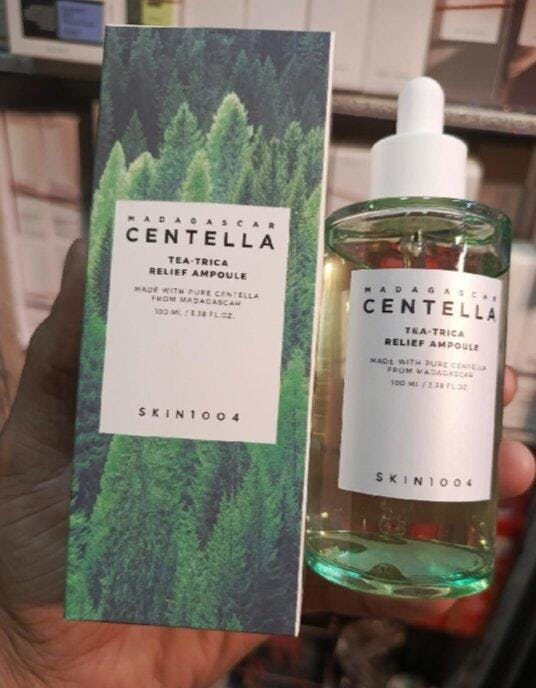 MADAGASCAR
CENTELLA
TEA-TRICA
RELIEF AMPOULE
MADE WITH PURE CENTELLA
FROM MADAGASCAR
100 ML / 3.38 FL.OZ.
SKIN1004
MADAGASCAR
CENTELLA
TEA-TRICA
RELIEF AMPOULE
MADE WITH PURE CENTELLA
FROM MADAGASCAR
100 ML / 3.38 FL.OZ
SKIN1004